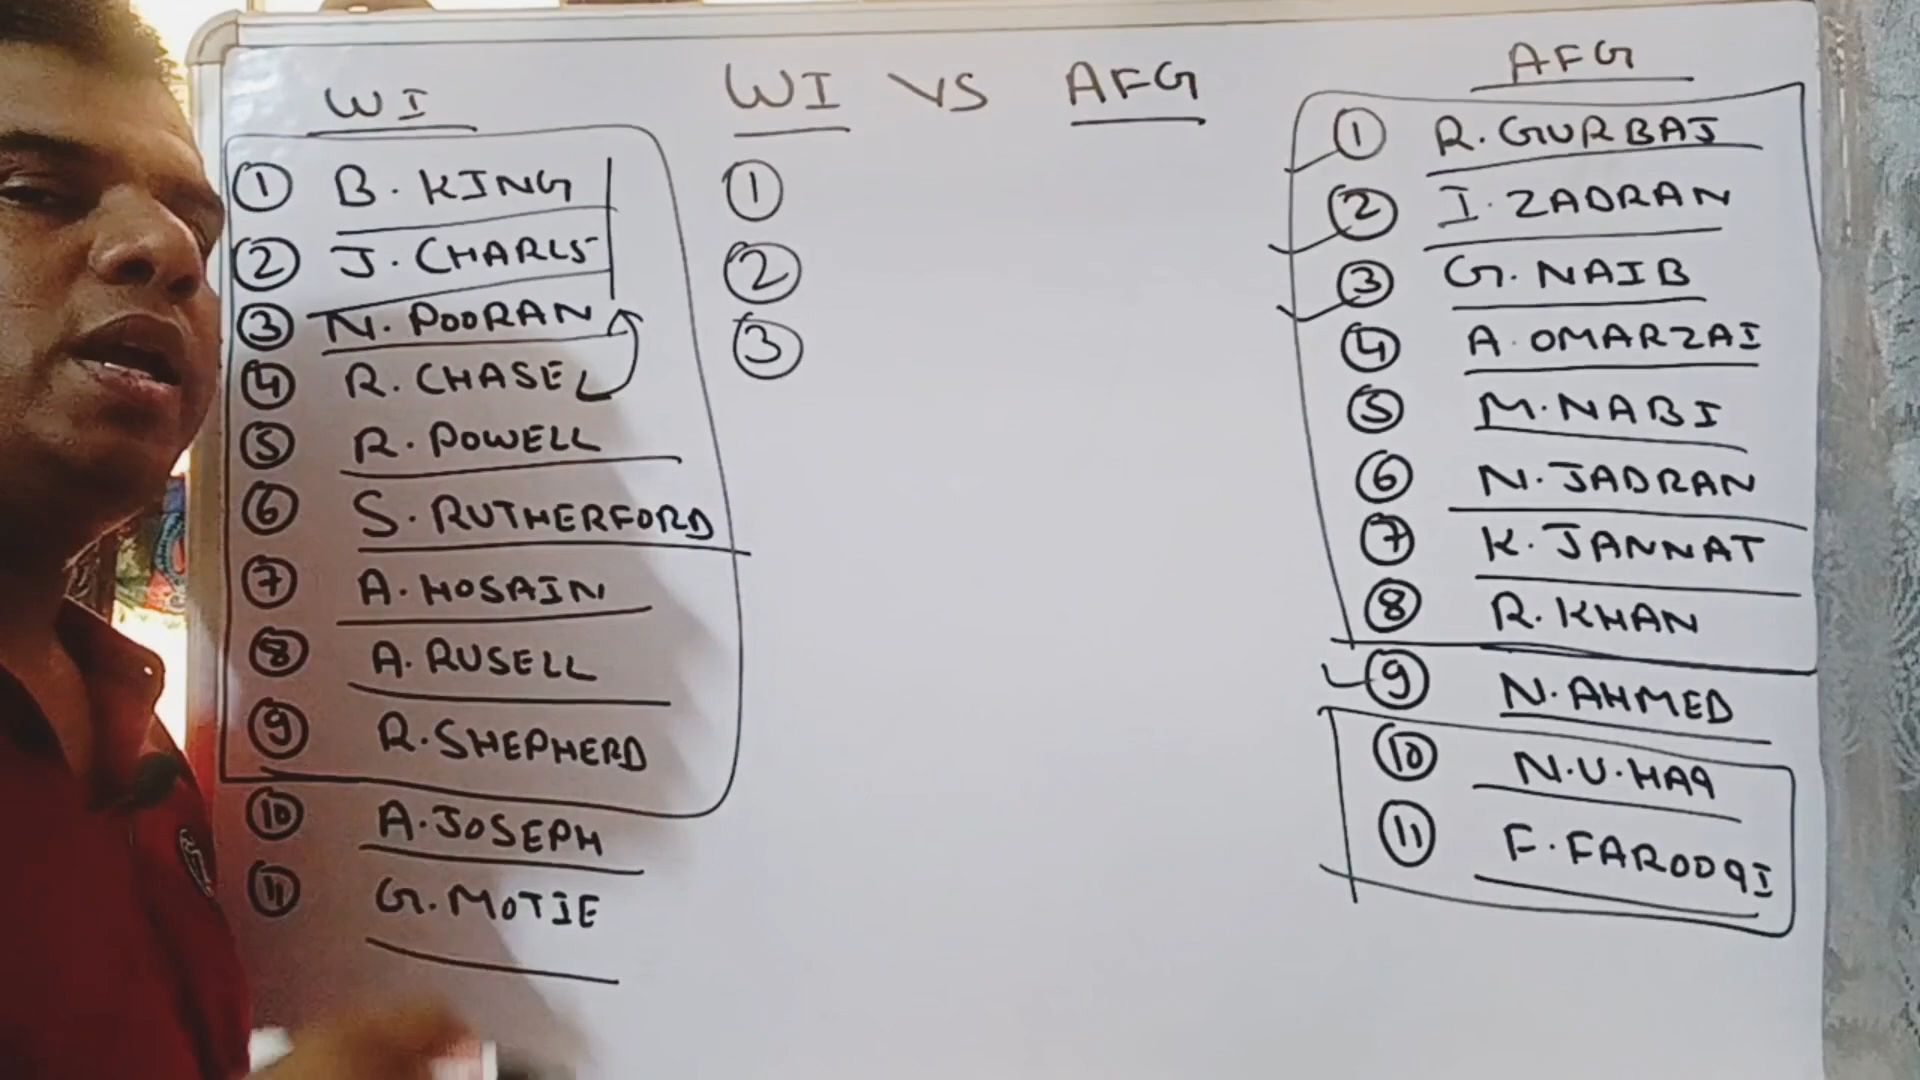 WI
① B. KING
② J. CHARLS
③ N. POORAN
④ R. CHASE
⑤ R. POWELL
⑥ S. RUTHERFORD
⑦ A. HOSAIN
⑧ A. RUSELL
⑨ R. SHEPHERD
⑩ A. JOSEPH
⑪ G. MOTIE
WI VS AFG
①
②
③
AFG
① R. GURBAJ
② I. ZADRAN
③ G. NAIB
④ A. OMARZAI
⑤ M. NABI
⑥ N. JADRAN
⑦ K. JANNAT
⑧ R. KHAN
⑨ N. AHMED
⑩ N.U. HAQ
⑪ F. FAROOQI